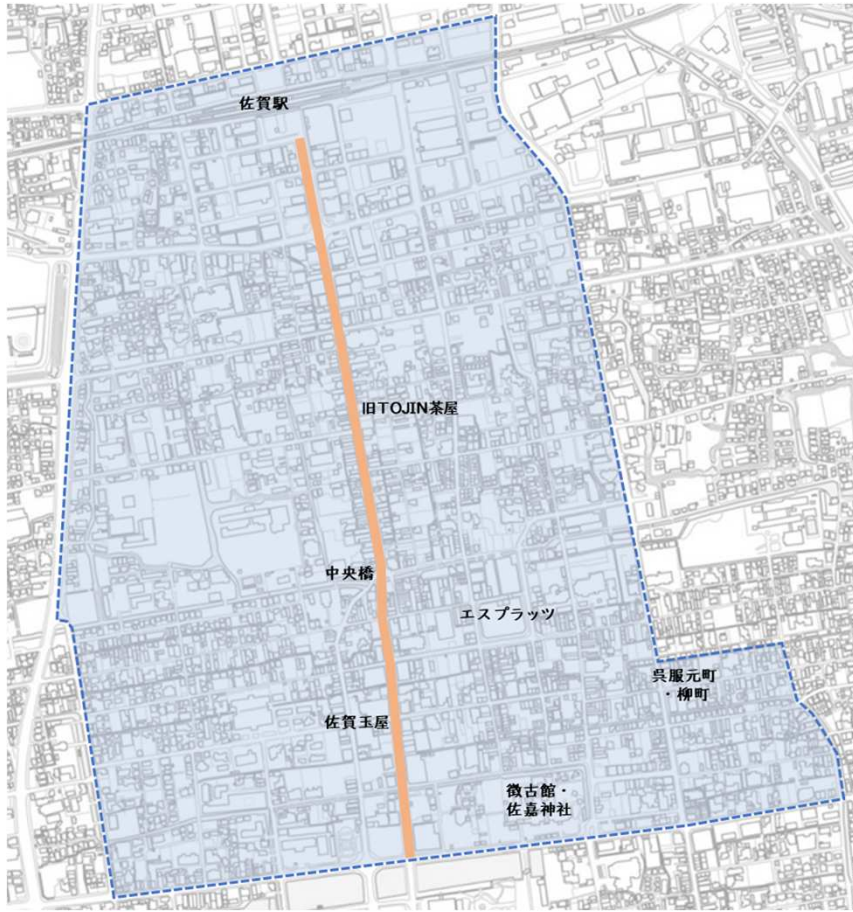 佐賀駅
旧TOJIN茶屋
中央橋
エスプラッツ
呉服元町
・柳町
佐賀玉屋
徴古館・
佐嘉神社